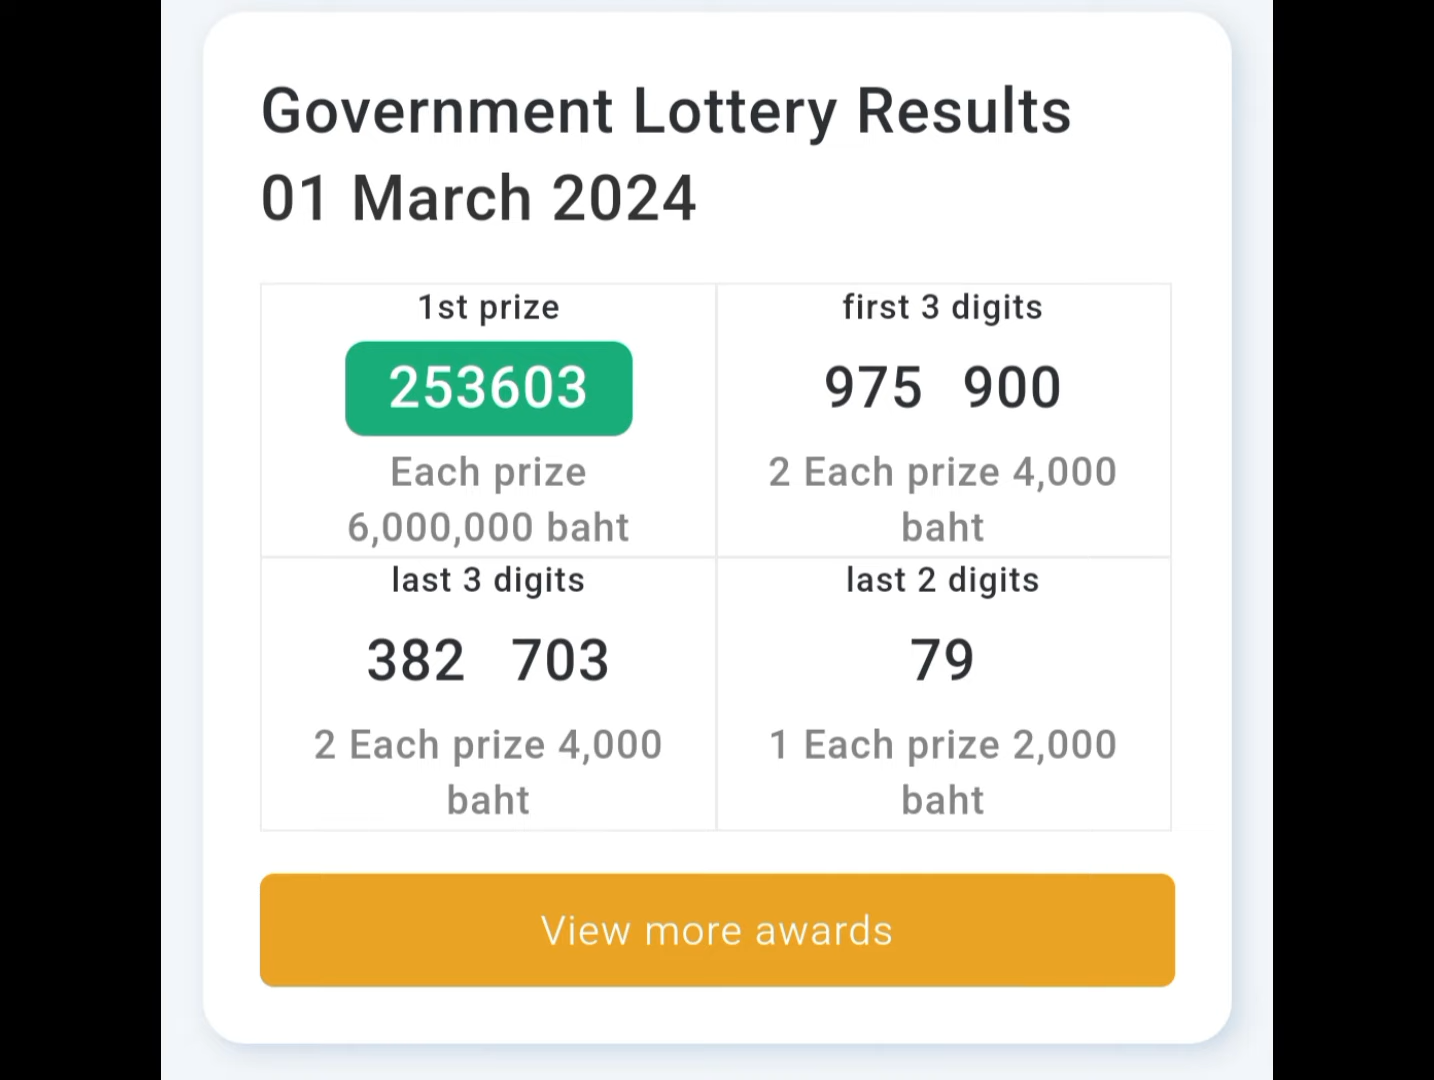 Government Lottery Results
01 March 2024
1st prize
253603
Each prize
6,000,000 baht
first 3 digits
975 900
2 Each prize 4,000
baht
last 3 digits
382 703
2 Each prize 4,000
baht
last 2 digits
79
1 Each prize 2,000
baht
View more awards